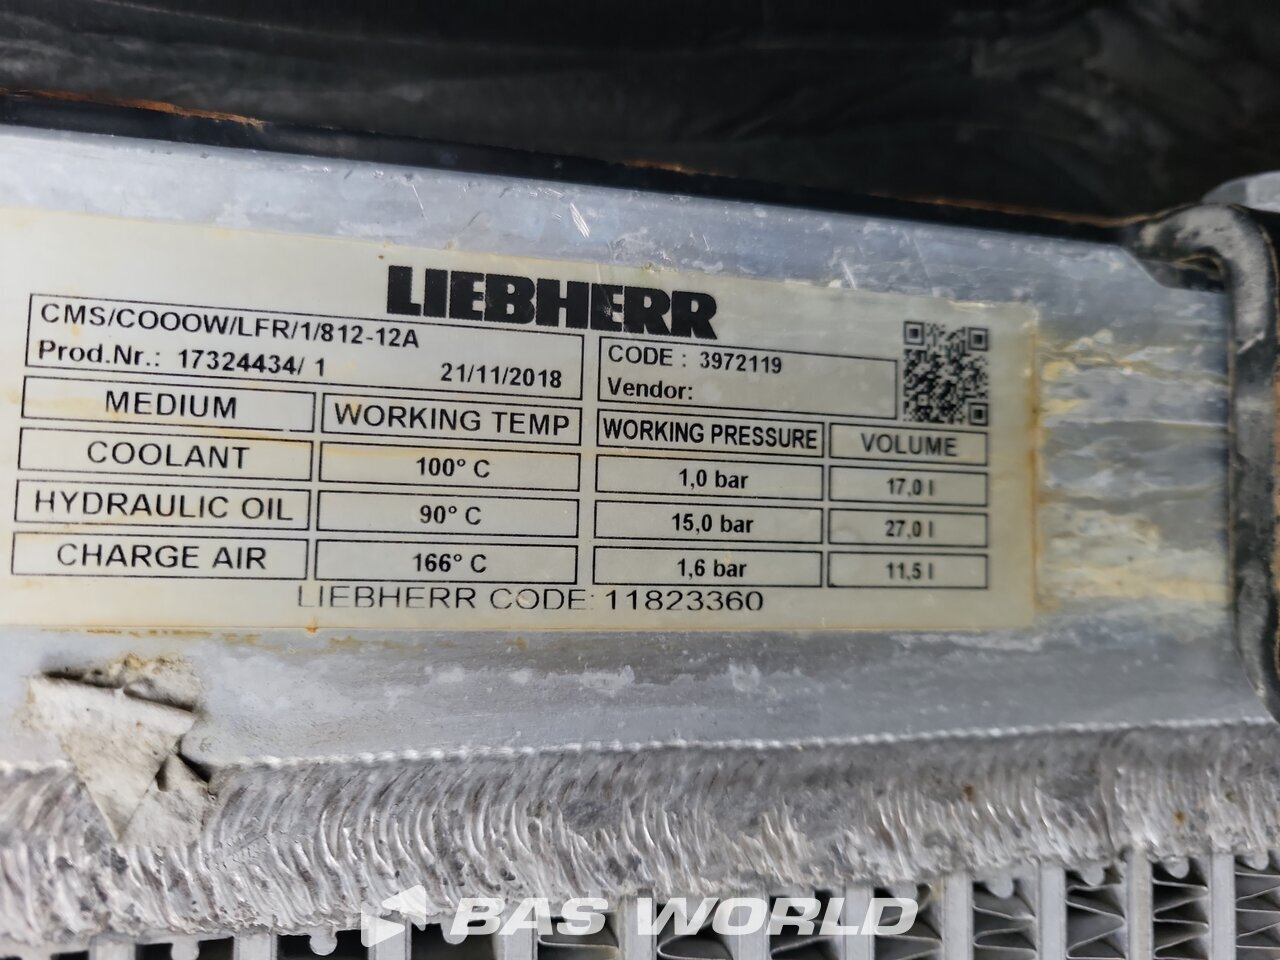 LIEBHERR
CMS/COOOW/LFR/1/812-12A
Prod.Nr.: 17324434/ 1 21/11/2018
CODE : 3972119
Vendor:
MEDIUM WORKING TEMP WORKING PRESSURE VOLUME
COOLANT 100° C 1,0 bar 17,0 l
HYDRAULIC OIL 90° C 15,0 bar 27,0 l
CHARGE AIR 166° C 1,6 bar 11,5 l
LIEBHERR CODE: 11823360
BAS WORLD